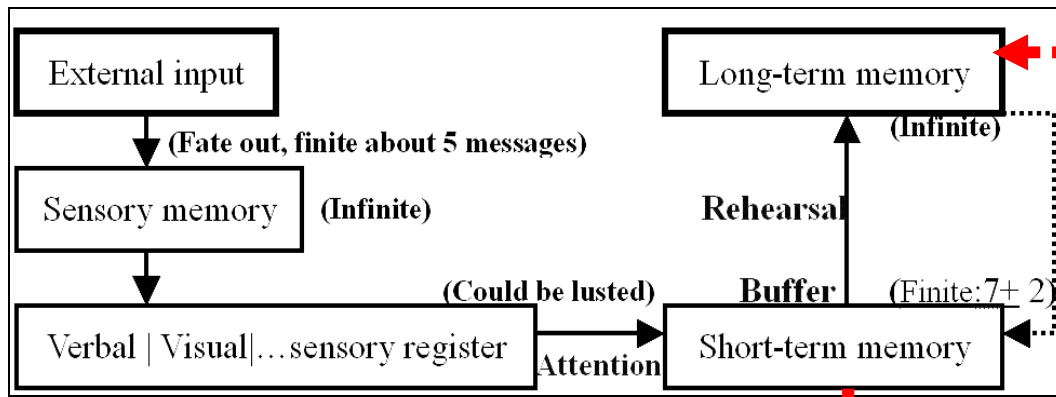 External input
(Fate out, finite about 5 messages)
Sensory memory
(Infinite)
Verbal | Visual|...sensory register
(Could be lusted)
Attention
Long-term memory
(Infinite)
Rehearsal
Buffer
(Finite:7+ 2)
Short-term memory